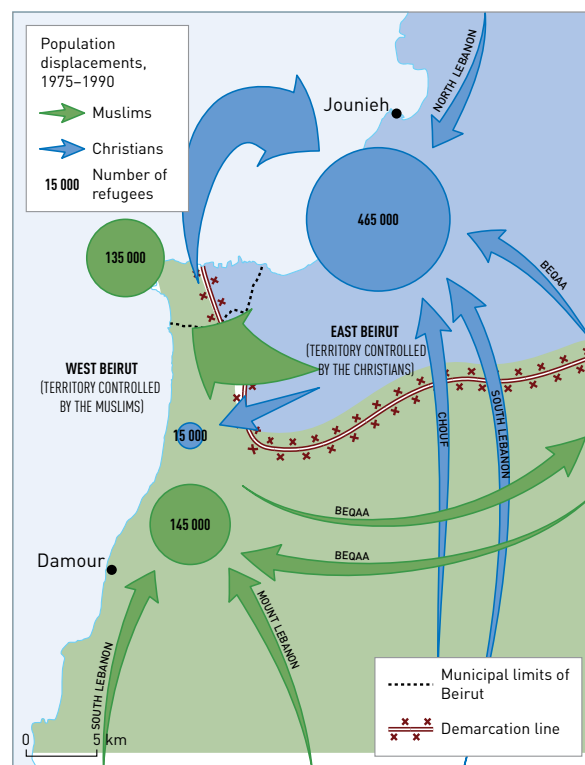 Population
displacements,
1975–1990
Muslims
Christians
15 000 Number of
refugees
NORTH LEBANON
Jounieh
465 000
135 000
BEQAA
EAST BEIRUT
(TERRITORY CONTROLLED
BY THE CHRISTIANS)
WEST BEIRUT
(TERRITORY CONTROLLED
BY THE MUSLIMS)
15 000
CHOUF
SOUTH LEBANON
BEQAA
145 000
BEQAA
Damour
SOUTH LEBANON
MOUNT LEBANON
Municipal limits of
Beirut
Demarcation line
0 5 km